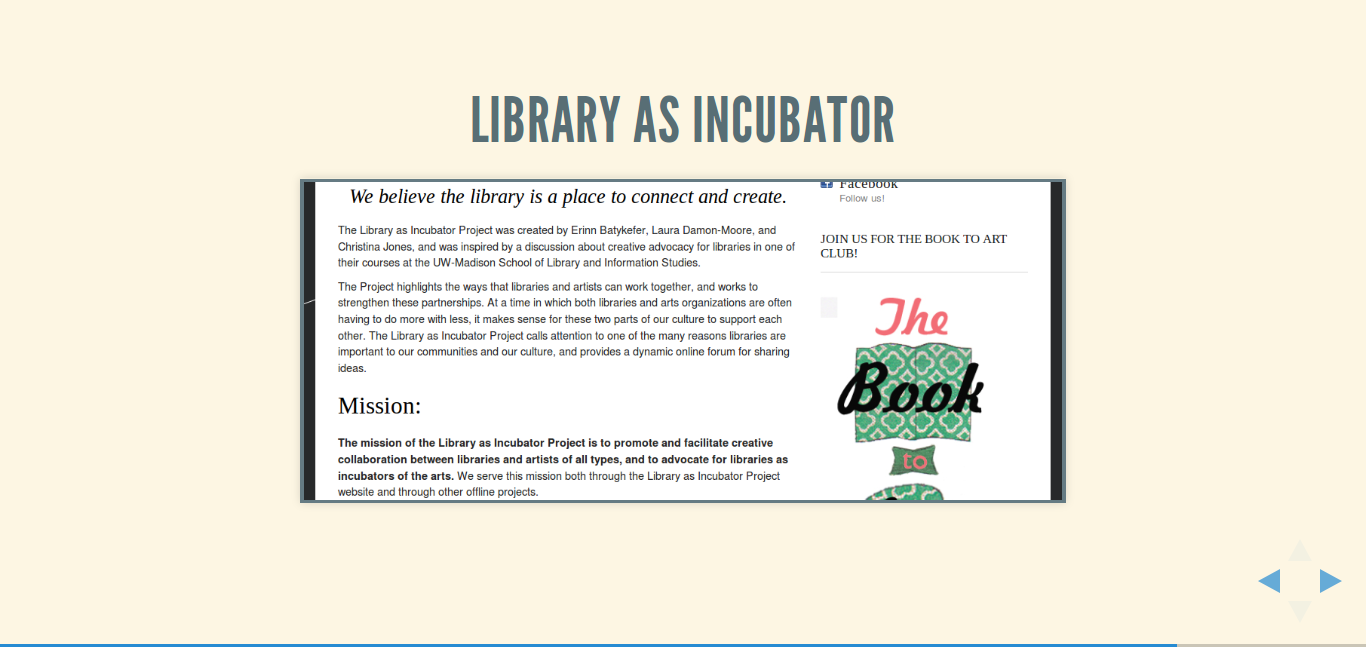 LIBRARY AS INCUBATOR
We believe the library is a place to connect and create.
The Library as Incubator Project was created by Erinn Batykefer, Laura Damon-Moore, and
Christina Jones, and was inspired by a discussion about creative advocacy for libraries in one of
their courses at the UW-Madison School of Library and Information Studies.
The Project highlights the ways that libraries and artists can work together, and works to
strengthen these partnerships. At a time in which both libraries and arts organizations are often
having to do more with less, it makes sense for these two parts of our culture to support each
other. The Library as Incubator Project calls attention to one of the many reasons libraries are
important to our communities and our culture, and provides a dynamic online forum for sharing
ideas.
Mission:
The mission of the Library as Incubator Project is to promote and facilitate creative
collaboration between libraries and artists of all types, and to advocate for libraries as
incubators of the arts. We serve this mission both through the Library as Incubator Project
website and through other offline projects.
Facebook
Follow us!
JOIN US FOR THE BOOK TO ART
CLUB!
The
Book
to